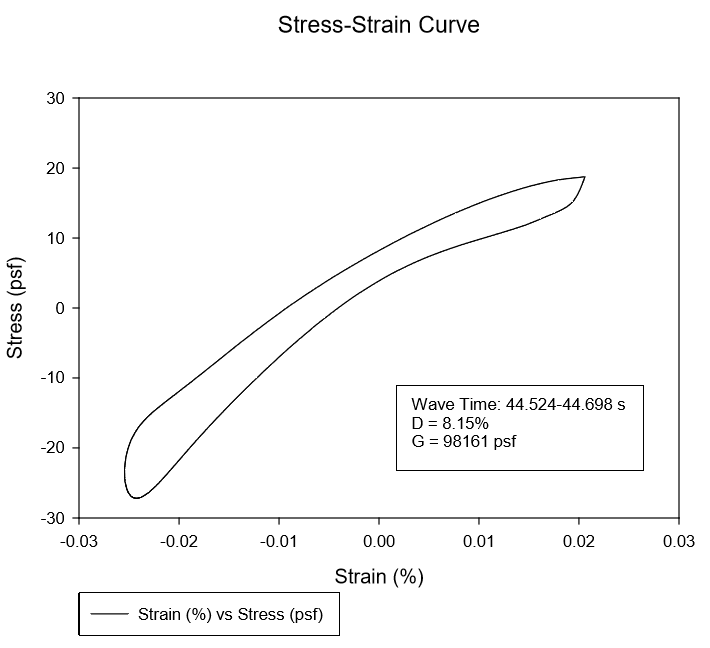 Stress-Strain Curve
30
20
10
0
-10
-20
-30
Stress (psf)
Wave Time: 44.524-44.698 s
D = 8.15%
G = 98161 psf
-0.03 -0.02 -0.01 0.00 0.01 0.02 0.03
Strain (%)
Strain (%) vs Stress (psf)